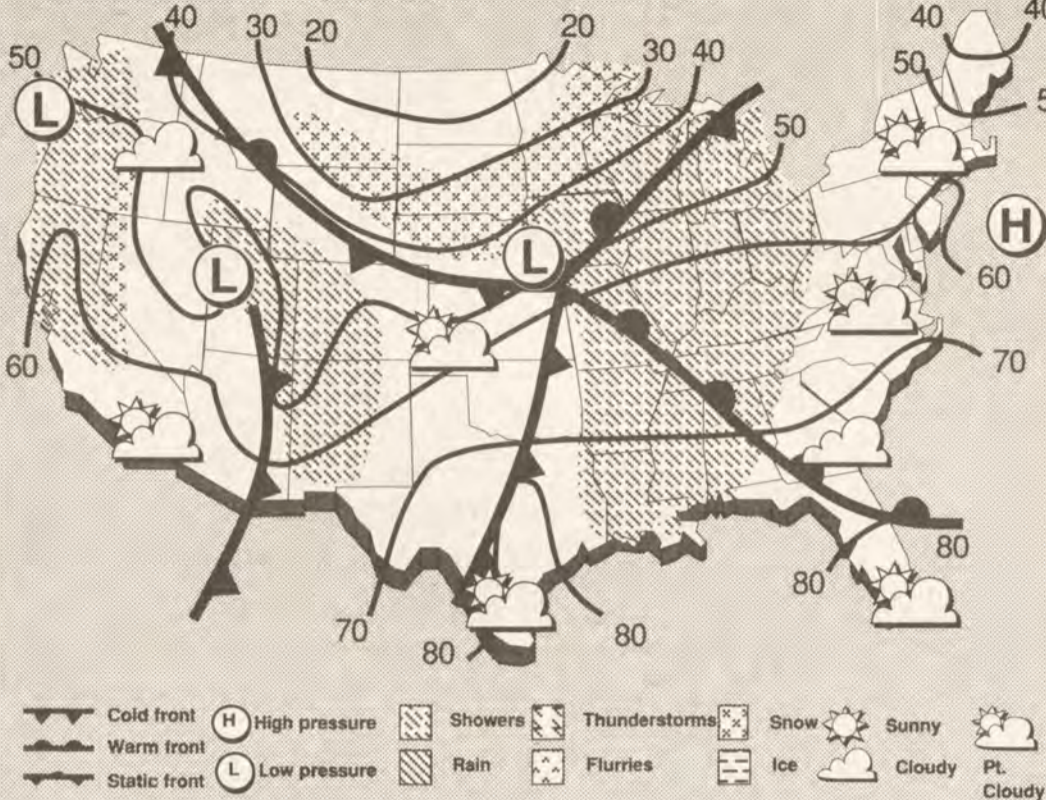 40 30 20 20 30 40 40 40
50 50 5
L
50
L L H
60
60
70
70 80 80 80 80
Cold front H High pressure Showers Thunderstorms Snow Sunny
Warm front
L Low pressure Rain Flurries Ice Cloudy Pt.
Static front Cloudy